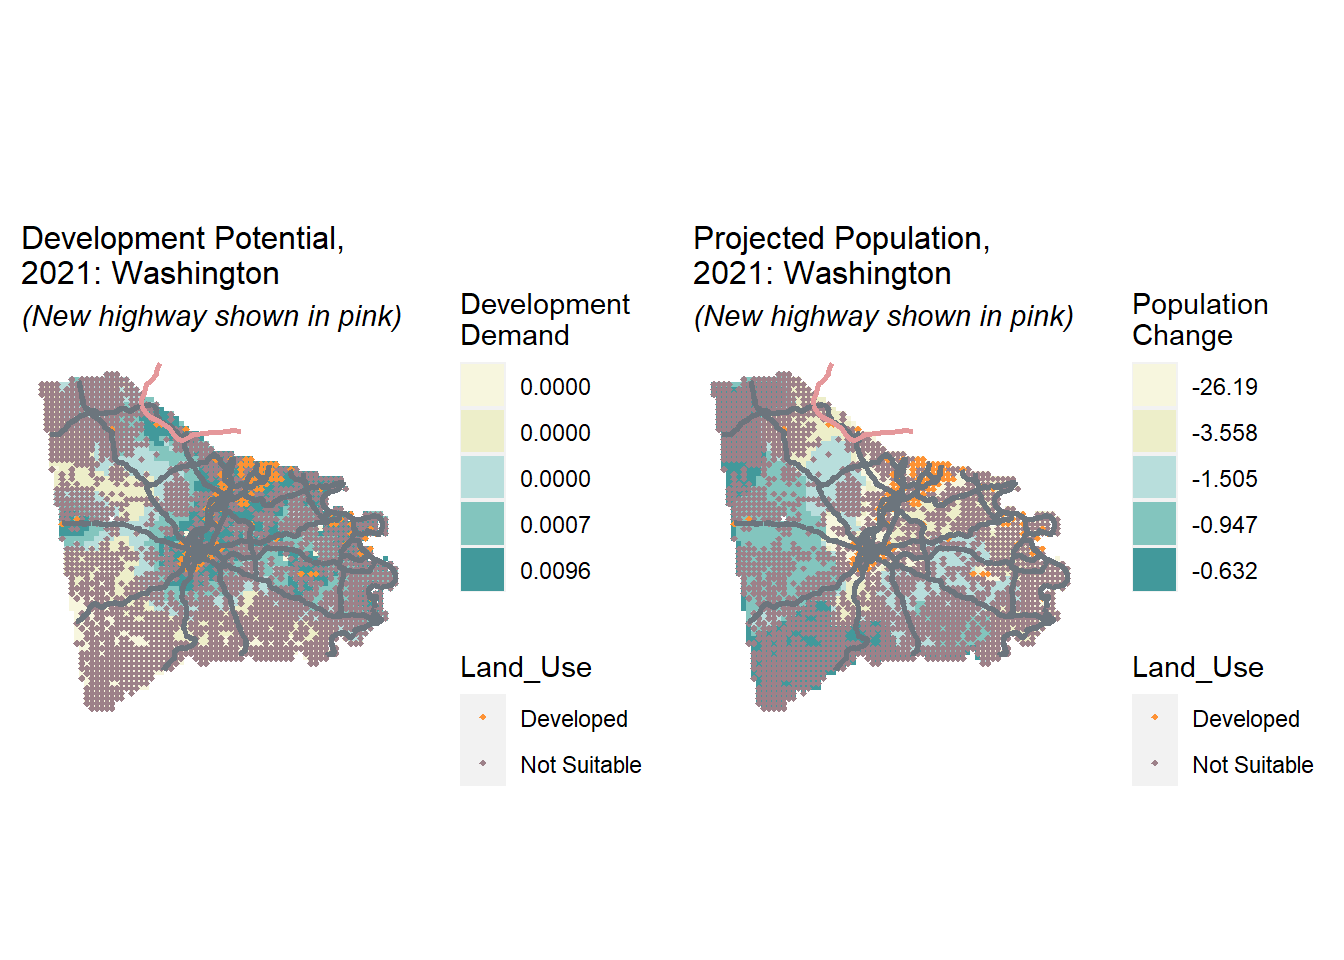 Development Potential,
2021: Washington
(New highway shown in pink)
Development
Demand
0.0000
0.0000
0.0000
0.0007
0.0096
Land_Use
Developed
Not Suitable
Projected Population,
2021: Washington
(New highway shown in pink)
Population
Change
-26.19
-3.558
-1.505
-0.947
-0.632
Land_Use
Developed
Not Suitable